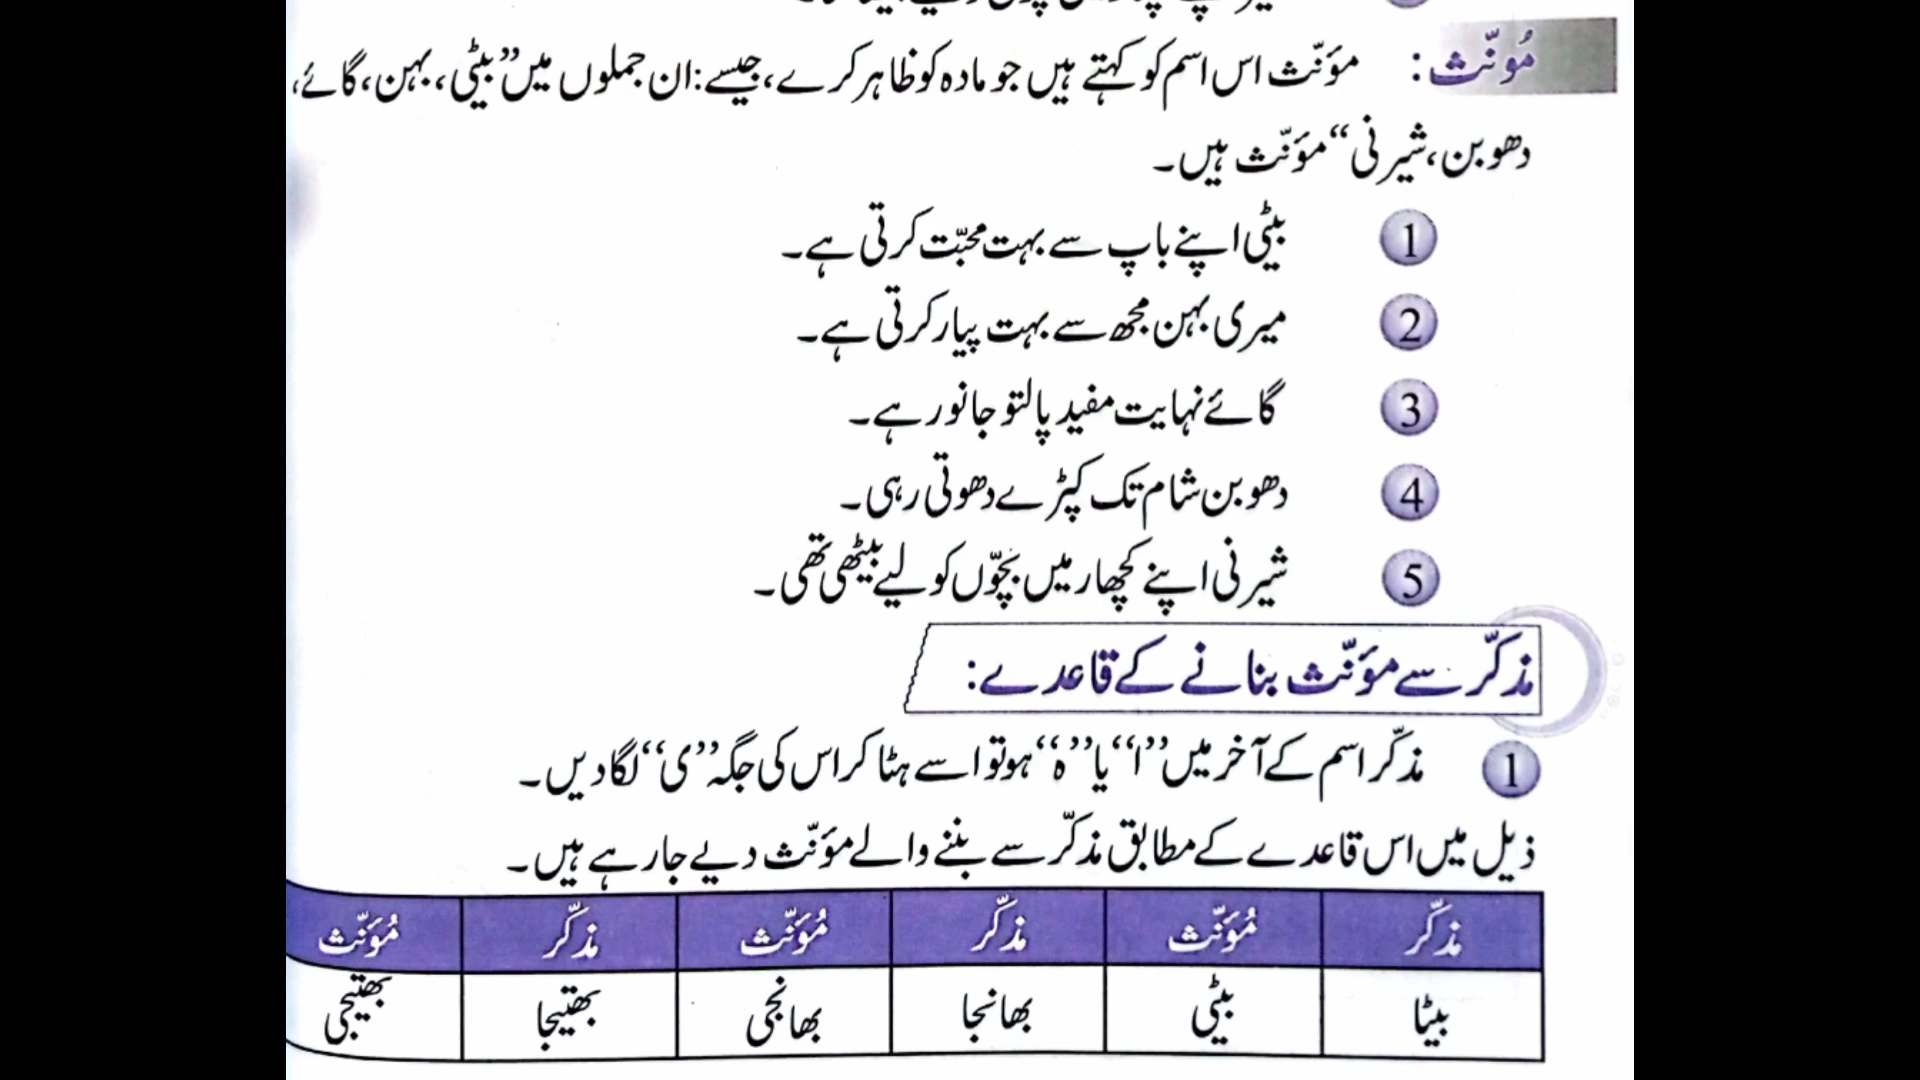 مُونّث: مؤنّث اس اسم کو کہتے ہیں جو مادہ کو ظاہر کرے، جیسے: ان جملوں میں ”بیٹی، بہن، گائے،
دھوبن، شیرنی“ مؤنّث ہیں۔
1 بیٹی اپنے باپ سے بہت محبّت کرتی ہے۔
2 میری بہن مجھ سے بہت پیار کرتی ہے۔
3 گائے نہایت مفید پالتو جانور ہے۔
4 دھوبن شام تک کپڑے دھوتی رہی۔
5 شیرنی اپنے کچھار میں بچّوں کو لیے بیٹھی تھی۔
مذکّر سے مؤنّث بنانے کے قاعدے:
1 مذکّر اسم کے آخر میں ”ا“ یا ”ہ“ ہو تو اسے ہٹا کر اس کی جگہ ”ی“ لگا دیں۔
ذیل میں اس قاعدے کے مطابق مذکّر سے بننے والے مؤنّث دیے جا رہے ہیں۔
مذکّر مُؤنّث مذکّر مُؤنّث مذکّر مُؤنّث
بیٹا بیٹی بھانجا بھانجی بھتیجا بھتیجی